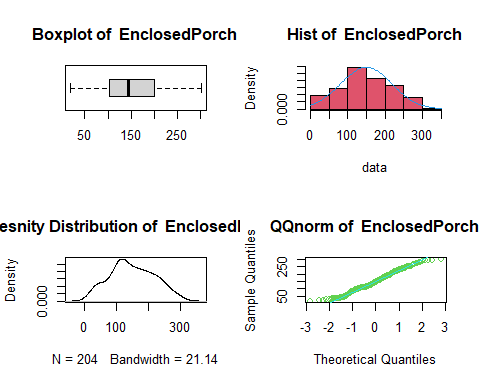 Boxplot of EnclosedPorch
50 150 250
Hist of EnclosedPorch
Density
0.000
0 100 200 300
data
esnity Distribution of Enclosedl
Density
0.000
0 100 300
N = 204 Bandwidth = 21.14
QQnorm of EnclosedPorch
Sample Quantiles
50 250
-3 -2 -1 0 1 2 3
Theoretical Quantiles